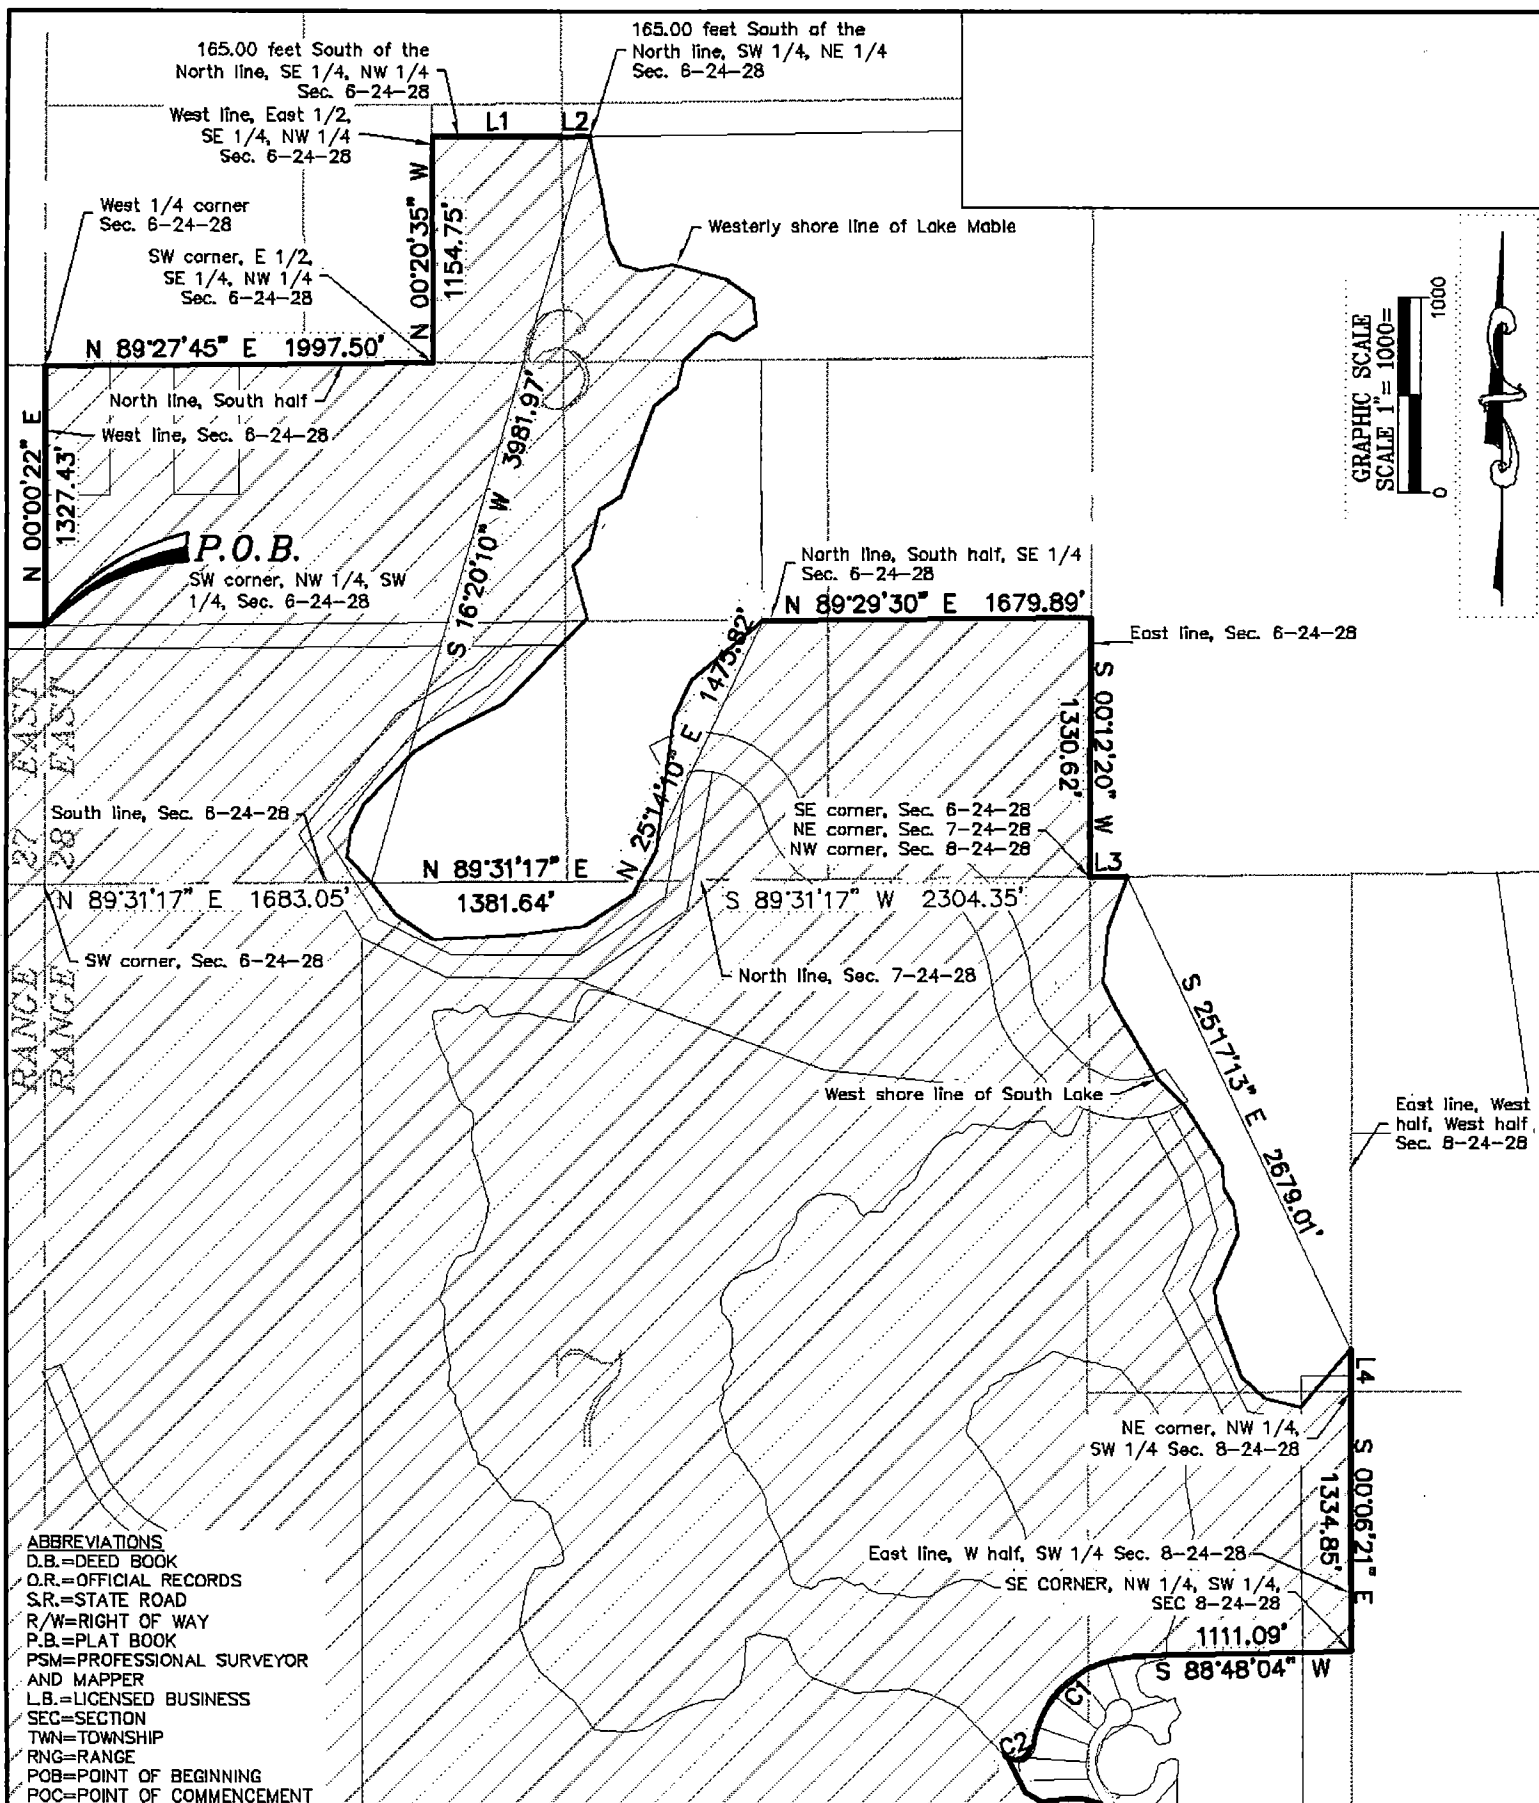 165.00 feet South of the
North line, SE 1/4, NW 1/4
Sec. 6-24-28
165.00 feet South of the
North line, SW 1/4, NE 1/4
Sec. 6-24-28
West line, East 1/2,
SE 1/4, NW 1/4
Sec. 6-24-28
L1
L2
West 1/4 corner
Sec. 6-24-28
SW corner, E 1/2,
SE 1/4, NW 1/4
Sec. 6-24-28
N 00°20'35" W
1154.75'
Westerly shore line of Lake Mable
N 89°27'45" E 1997.50'
North line, South half
West line, Sec. 6-24-28
N 00°00'22" E
1327.43'
6
S 16°20'10" W 3981.97'
GRAPHIC SCALE
SCALE 1"= 1000=
0
1000
P.O.B.
SW corner, NW 1/4, SW
1/4, Sec. 6-24-28
North line, South half, SE 1/4
Sec. 6-24-28
N 89°29'30" E 1679.89'
East line, Sec. 6-24-28
S 00°12'20" W
1330.62'
N 25°14'10" E 1475.82'
RANGE 27 EAST
RANGE 28 EAST
South line, Sec. 6-24-28
SE corner, Sec. 6-24-28
NE corner, Sec. 7-24-28
NW corner, Sec. 8-24-28
L3
N 89°31'17" E
1381.64'
N 89°31'17" E 1683.05'
S 89°31'17" W 2304.35'
SW corner, Sec. 6-24-28
North line, Sec. 7-24-28
S 25°17'13" E 2679.01'
West shore line of South Lake
East line, West
half, West half
Sec. 8-24-28
7
L4
NE corner, NW 1/4,
SW 1/4 Sec. 8-24-28
S 00°06'21" E
1334.85'
East line, W half, SW 1/4 Sec. 8-24-28
SE CORNER, NW 1/4, SW 1/4,
SEC 8-24-28
1111.09'
S 88°48'04" W
C1
C2
ABBREVIATIONS
D.B.=DEED BOOK
O.R.=OFFICIAL RECORDS
S.R.=STATE ROAD
R/W=RIGHT OF WAY
P.B.=PLAT BOOK
PSM=PROFESSIONAL SURVEYOR
AND MAPPER
L.B.=LICENSED BUSINESS
SEC=SECTION
TWN=TOWNSHIP
RNG=RANGE
POB=POINT OF BEGINNING
POC=POINT OF COMMENCEMENT